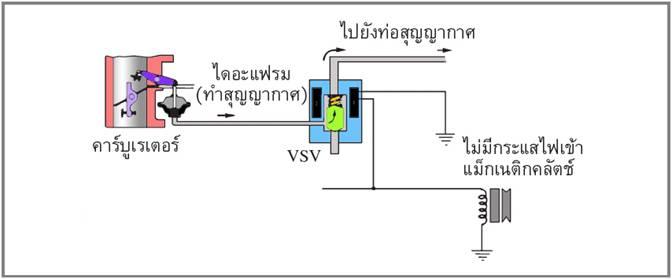 ไปยังท่อสุญญากาศ
ไดอะแฟรม
(ทำสุญญากาศ)
คาร์บูเรเตอร์
VSV
ไม่มีกระแสไฟเข้า
แม็กเนติกคลัตช์